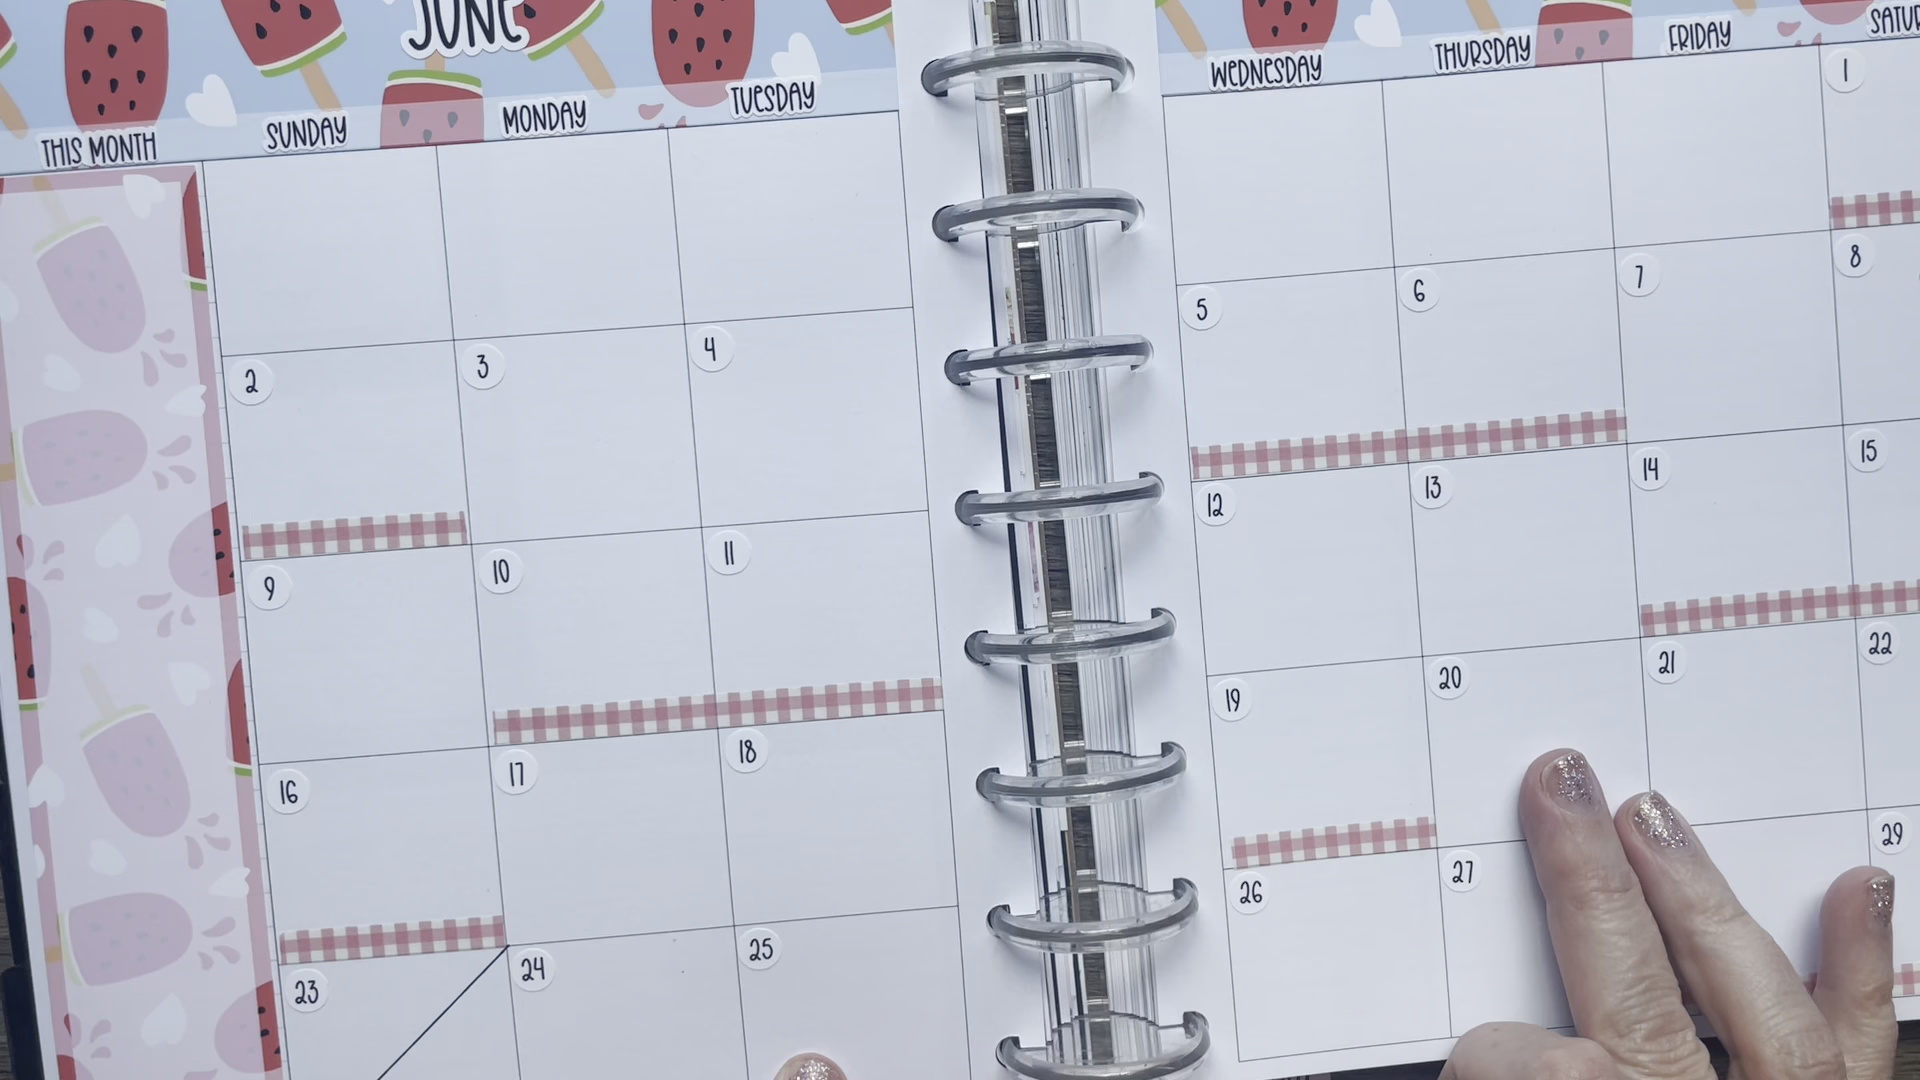 JUNE
THIS MONTH SUNDAY MONDAY TUESDAY WEDNESDAY THURSDAY FRIDAY
1
2 3 4 5 6 7 8
9 10 11 12 13 14 15
16 17 18 19 20 21 22
23 24 25 26 27 29